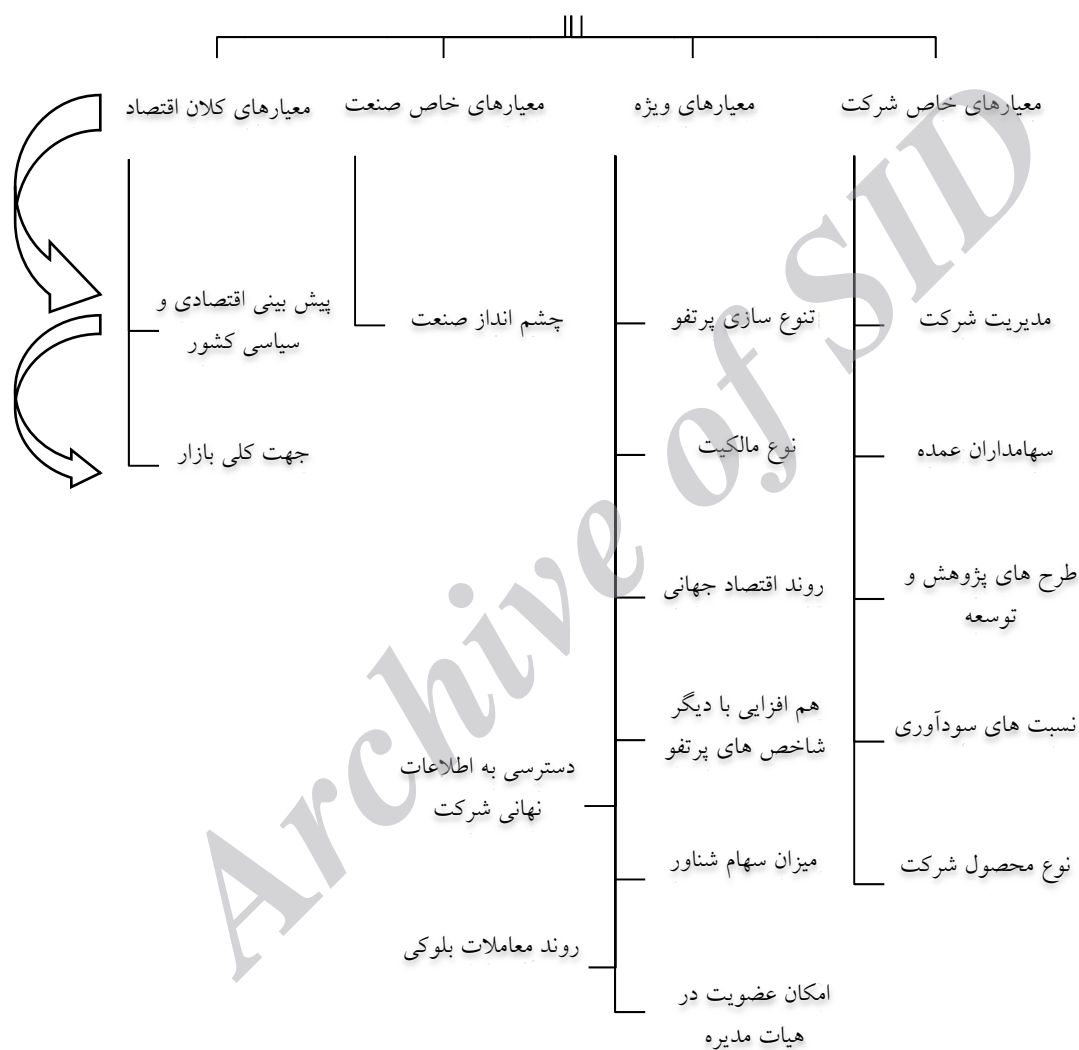 معیارهای خاص شرکت
مدیریت شرکت
سهامداران عمده
طرح های پژوهش و
توسعه
نسبت های سودآوری
نوع محصول شرکت
معیارهای ویژه
تنوع سازی پرتفو
نوع مالکیت
روند اقتصاد جهانی
هم افزایی با دیگر
شاخص های پرتفو
دسترسی به اطلاعات
نهانی شرکت
میزان سهام شناور
روند معاملات بلوکی
امکان عضویت در
هیات مدیره
معیارهای خاص صنعت
چشم انداز صنعت
معیارهای کلان اقتصاد
پیش بینی اقتصادی و
سیاسی کشور
جهت کلی بازار
Archive of SID